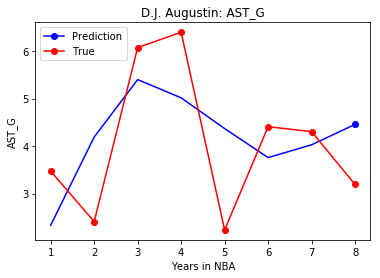 D.J. Augustin: AST_G
Prediction
True
AST_G
6
5
4
3
1 2 3 4 5 6 7 8
Years in NBA